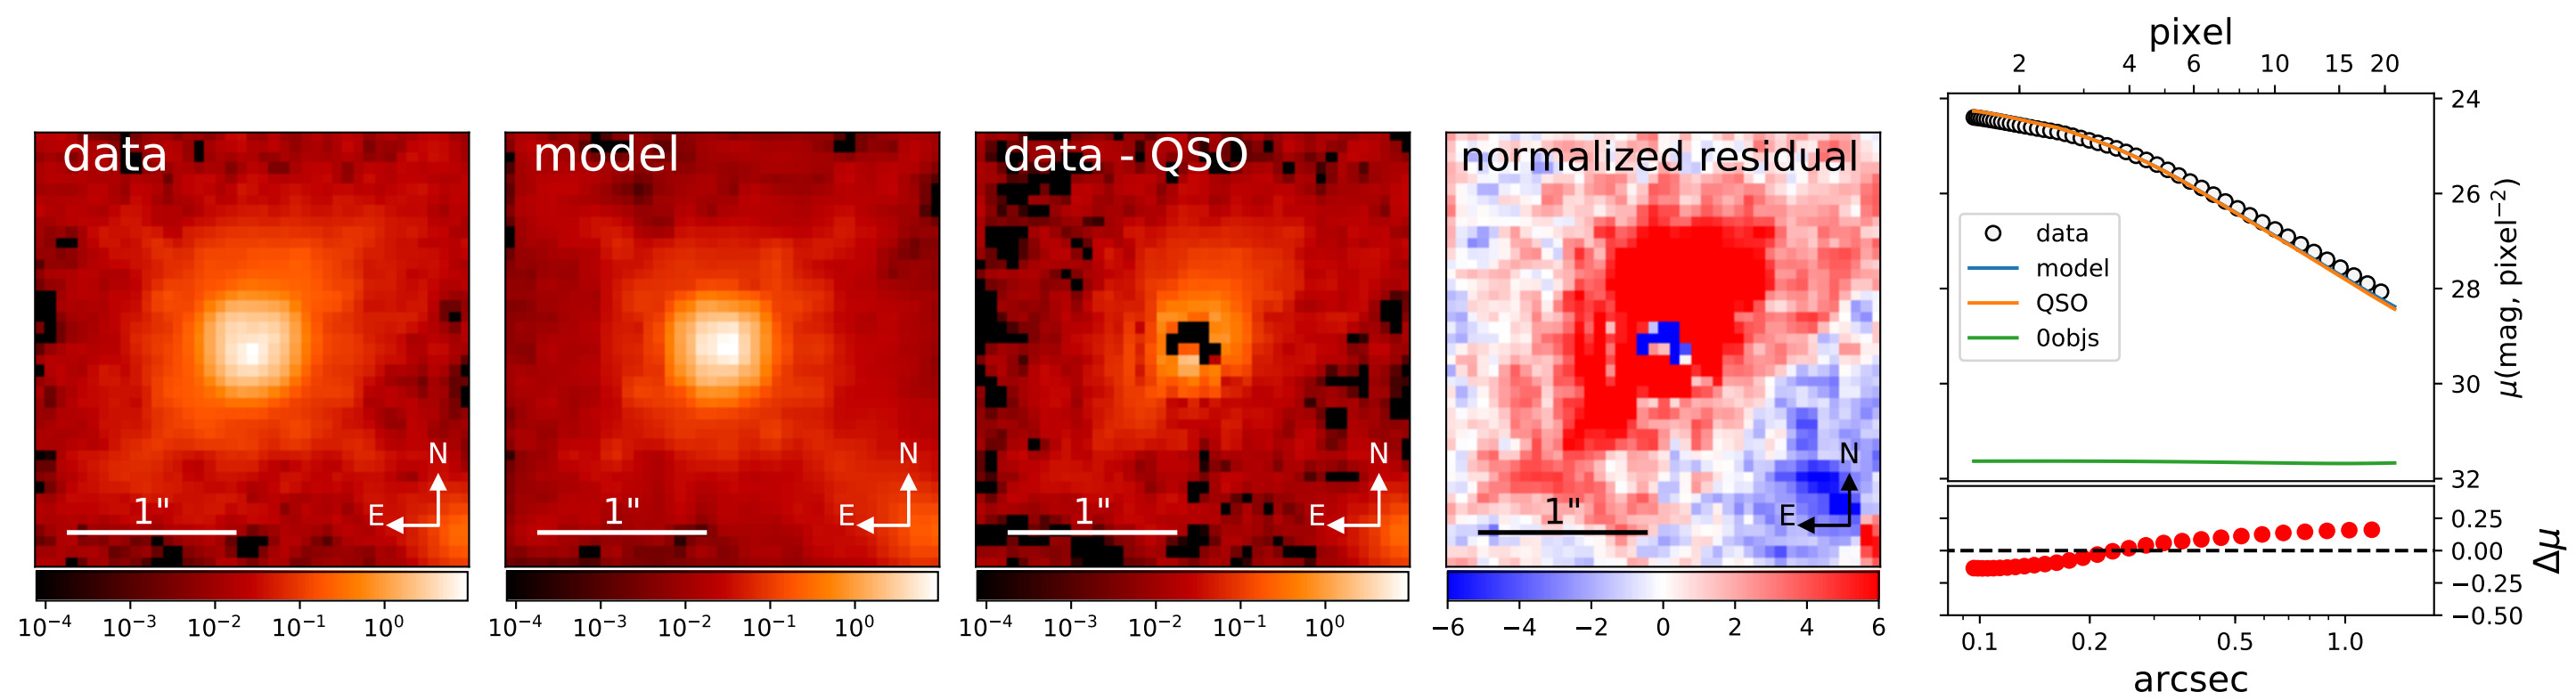 data
N
E
1"
10⁻⁴ 10⁻³ 10⁻² 10⁻¹ 10⁰
model
N
E
1"
10⁻⁴ 10⁻³ 10⁻² 10⁻¹ 10⁰
data - QSO
N
E
1"
10⁻⁴ 10⁻³ 10⁻² 10⁻¹ 10⁰
normalized residual
N
E
1"
−6 −4 −2 0 2 4 6
pixel
2 4 6 10 15 20
24
26
28
30
32
μ(mag, pixel⁻²)
data
model
QSO
0objs
0.25
0.00
−0.25
−0.50
Δμ
0.1 0.2 0.5 1.0
arcsec